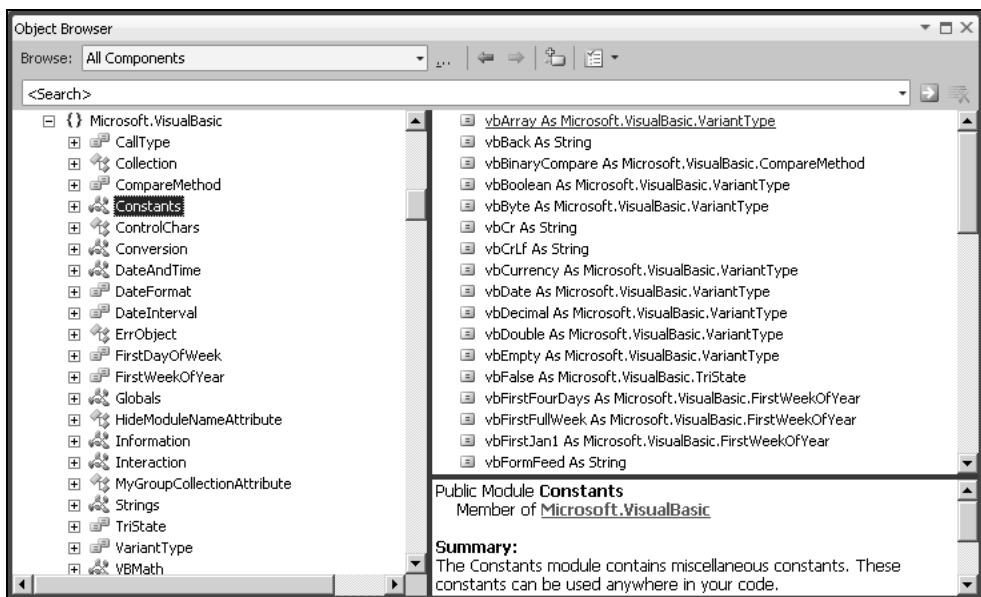 Object Browser
Browse: All Components ...
<Search>
{} Microsoft.VisualBasic
CallType
Collection
CompareMethod
Constants
ControlChars
Conversion
DateAndTime
DateFormat
DateInterval
ErrObject
FirstDayOfWeek
FirstWeekOfYear
Globals
HideModuleNameAttribute
Information
Interaction
MyGroupCollectionAttribute
Strings
TriState
VariantType
VBMath
vbArray As Microsoft.VisualBasic.VariantType
vbBack As String
vbBinaryCompare As Microsoft.VisualBasic.CompareMethod
vbBoolean As Microsoft.VisualBasic.VariantType
vbByte As Microsoft.VisualBasic.VariantType
vbCr As String
vbCrLf As String
vbCurrency As Microsoft.VisualBasic.VariantType
vbDate As Microsoft.VisualBasic.VariantType
vbDecimal As Microsoft.VisualBasic.VariantType
vbDouble As Microsoft.VisualBasic.VariantType
vbEmpty As Microsoft.VisualBasic.VariantType
vbFalse As Microsoft.VisualBasic.TriState
vbFirstFourDays As Microsoft.VisualBasic.FirstWeekOfYear
vbFirstFullWeek As Microsoft.VisualBasic.FirstWeekOfYear
vbFirstJan1 As Microsoft.VisualBasic.FirstWeekOfYear
vbFormFeed As String
Public Module Constants
Member of Microsoft.VisualBasic
Summary:
The Constants module contains miscellaneous constants. These
constants can be used anywhere in your code.